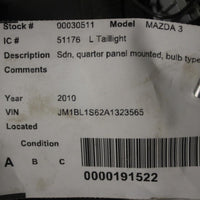 Stock # 00030511 Model MAZDA 3
IC # 51176 L Taillight
Description Sdn, quarter panel mounted, bulb type
Comments
Year 2010
VIN JM1BL1S62A1323565
Located
Condition
A B C
0000191522